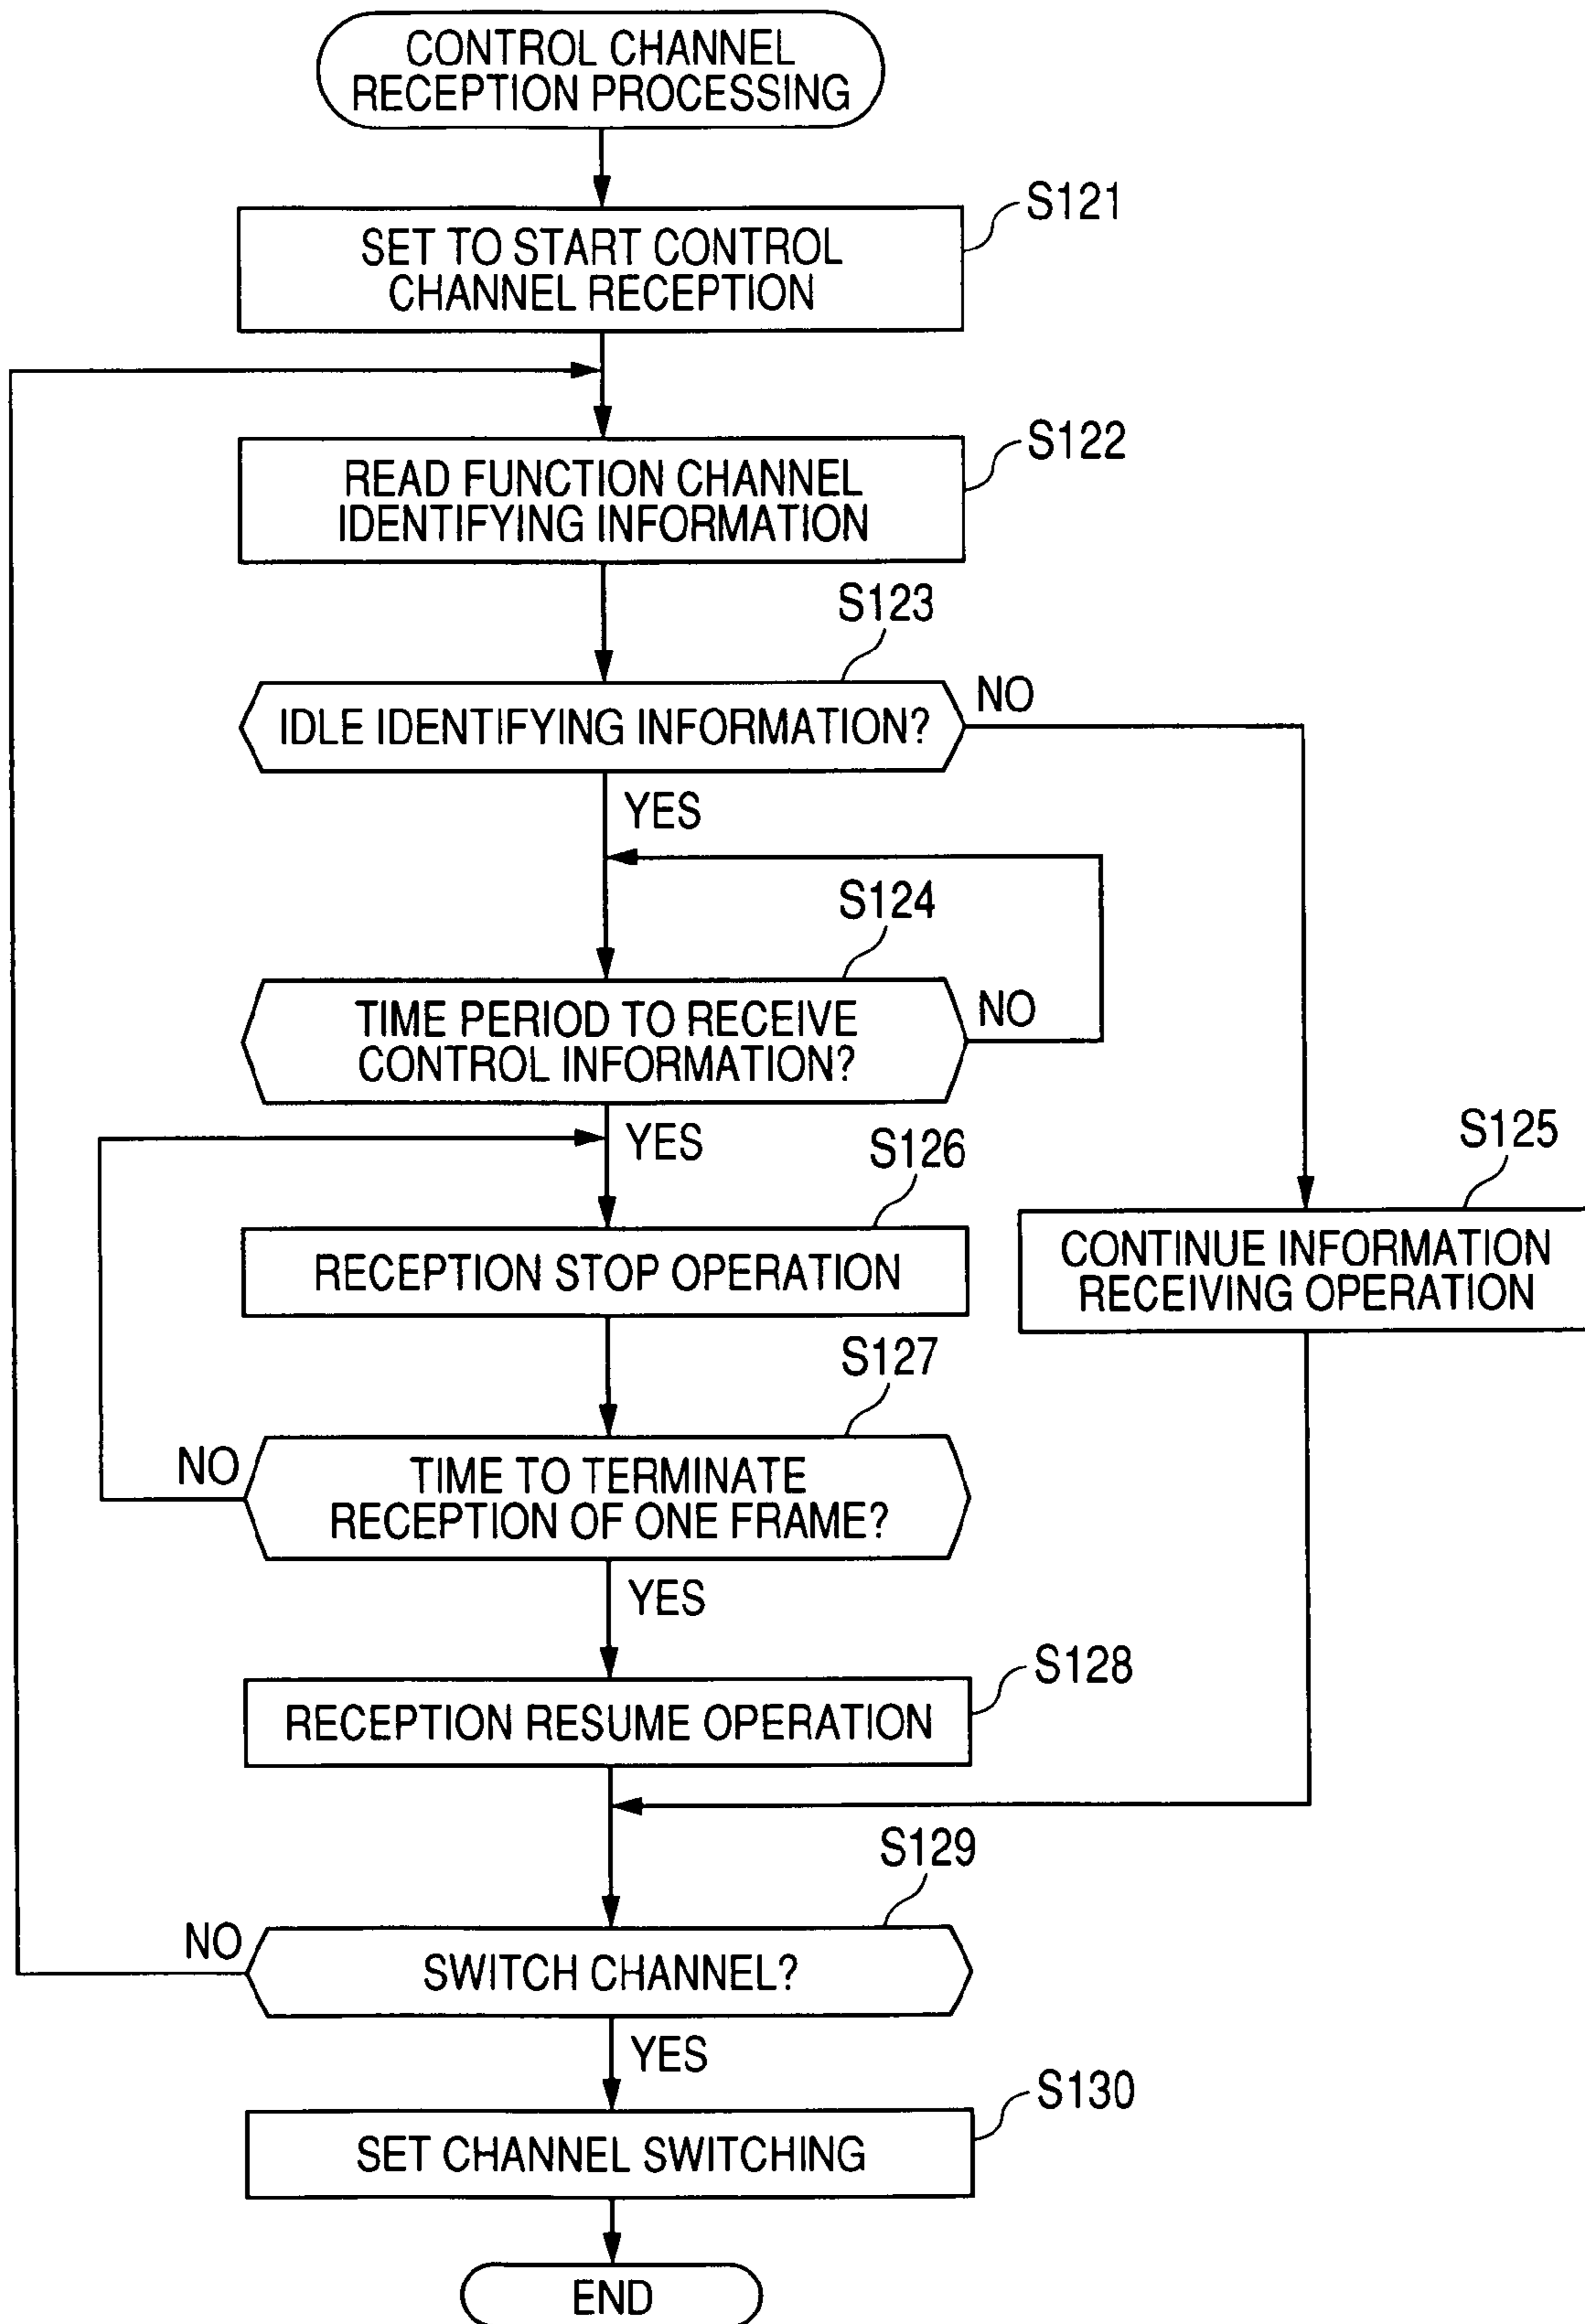 CONTROL CHANNEL
RECEPTION PROCESSING
S121
SET TO START CONTROL
CHANNEL RECEPTION
S122
READ FUNCTION CHANNEL
IDENTIFYING INFORMATION
S123
IDLE IDENTIFYING INFORMATION?
NO
YES
S124
TIME PERIOD TO RECEIVE
CONTROL INFORMATION?
NO
YES
S126
RECEPTION STOP OPERATION
S125
CONTINUE INFORMATION
RECEIVING OPERATION
S127
NO
TIME TO TERMINATE
RECEPTION OF ONE FRAME?
YES
S128
RECEPTION RESUME OPERATION
S129
NO
SWITCH CHANNEL?
YES
S130
SET CHANNEL SWITCHING
END